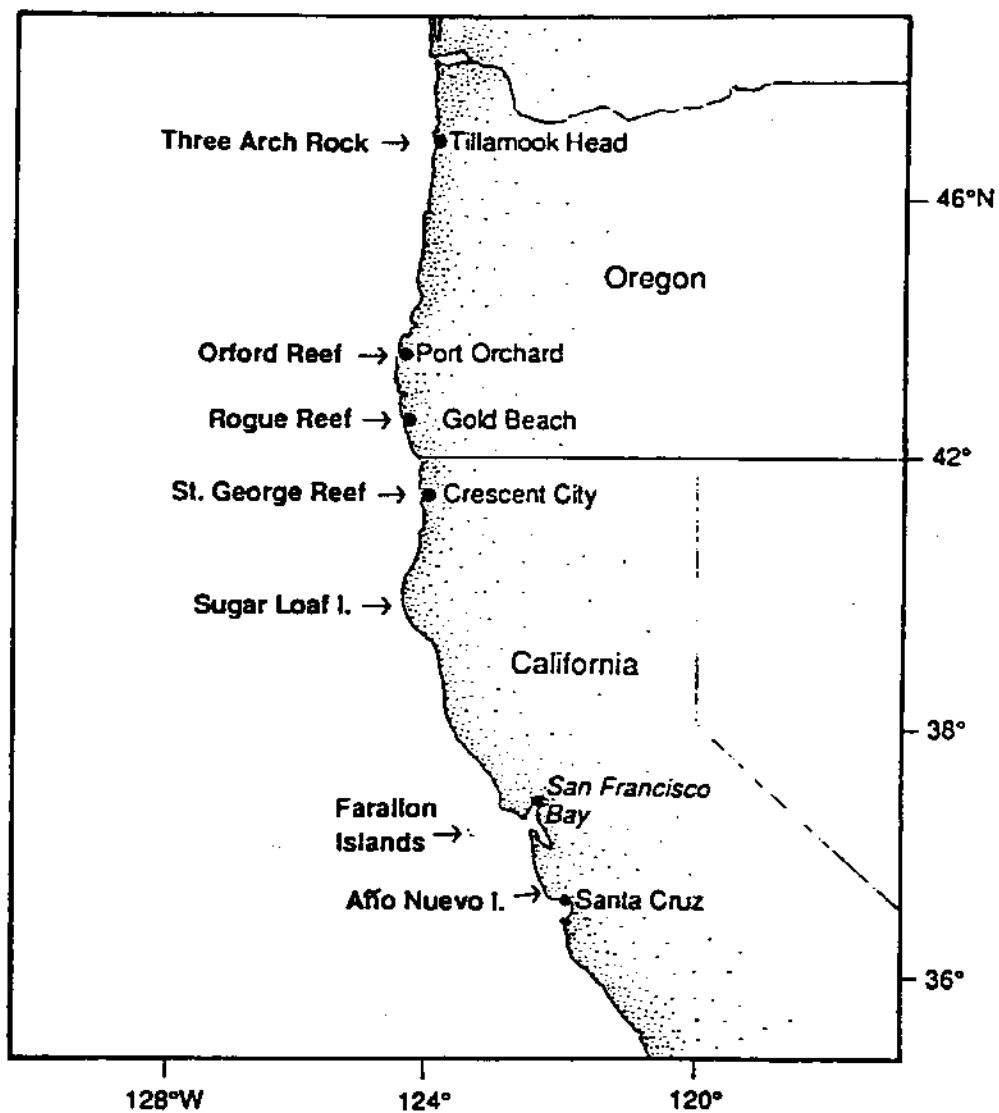 Three Arch Rock → Tillamook Head
46°N
Oregon
Orford Reef → Port Orchard
Rogue Reef → Gold Beach
42°
St. George Reef → Crescent City
Sugar Loaf I. →
California
38°
San Francisco
Bay
Farallon
Islands →
Año Nuevo I. → Santa Cruz
36°
128°W 124° 120°